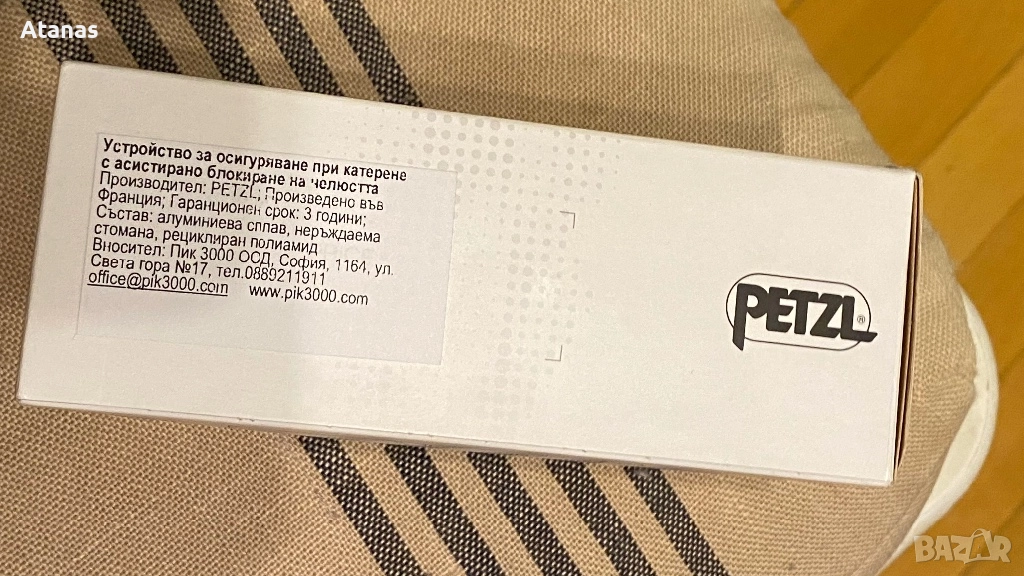 Atanas
Устройство за осигуряване при катерене
с асистирано блокиране на челюстта
Производител: PETZL; Произведено във
Франция; Гаранционен срок: 3 години;
Състав: алуминиева сплав, неръждаема
стомана, рециклиран полиамид
Вносител: Пик 3000 ОСД, София, 1164, ул.
Света гора №17, тел.0889211911
office@pik3000.com www.pik3000.com
PETZL®
BAZAR